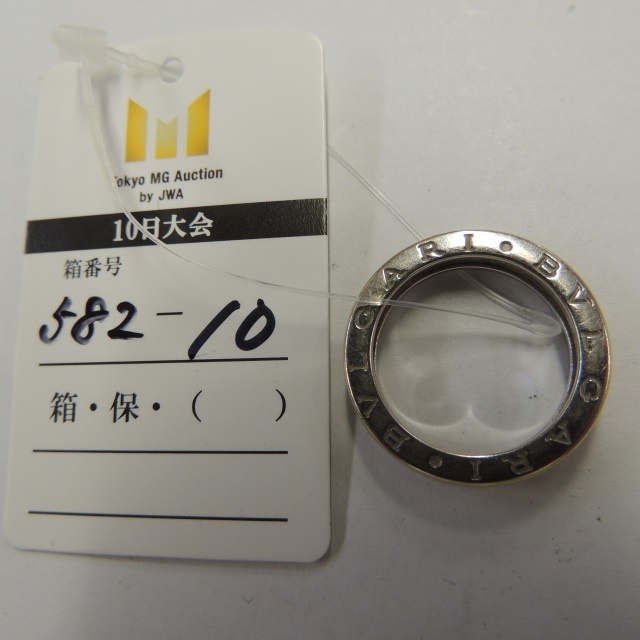 Tokyo MG Auction
by JWA
10日大会
箱番号
582-10
箱・保・（　　）
BVLGARI • BVLGARI •